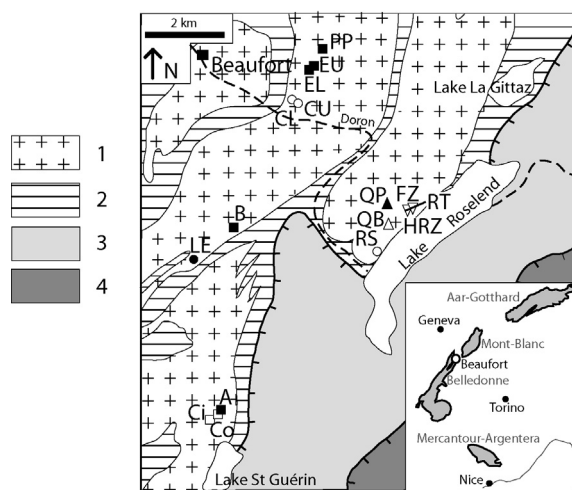 2 km
N
Beaufort
PP
EU
EL
CL
CU
Doron
Lake La Gittaz
1
2
3
4
QP
FZ
RT
QB
HRZ
RS
Lake Roselend
B
LE
A
Ci
Co
Lake St Guérin
Aar-Gotthard
Geneva
Mont-Blanc
Beaufort
Belledonne
Torino
Mercantour-Argentera
Nice